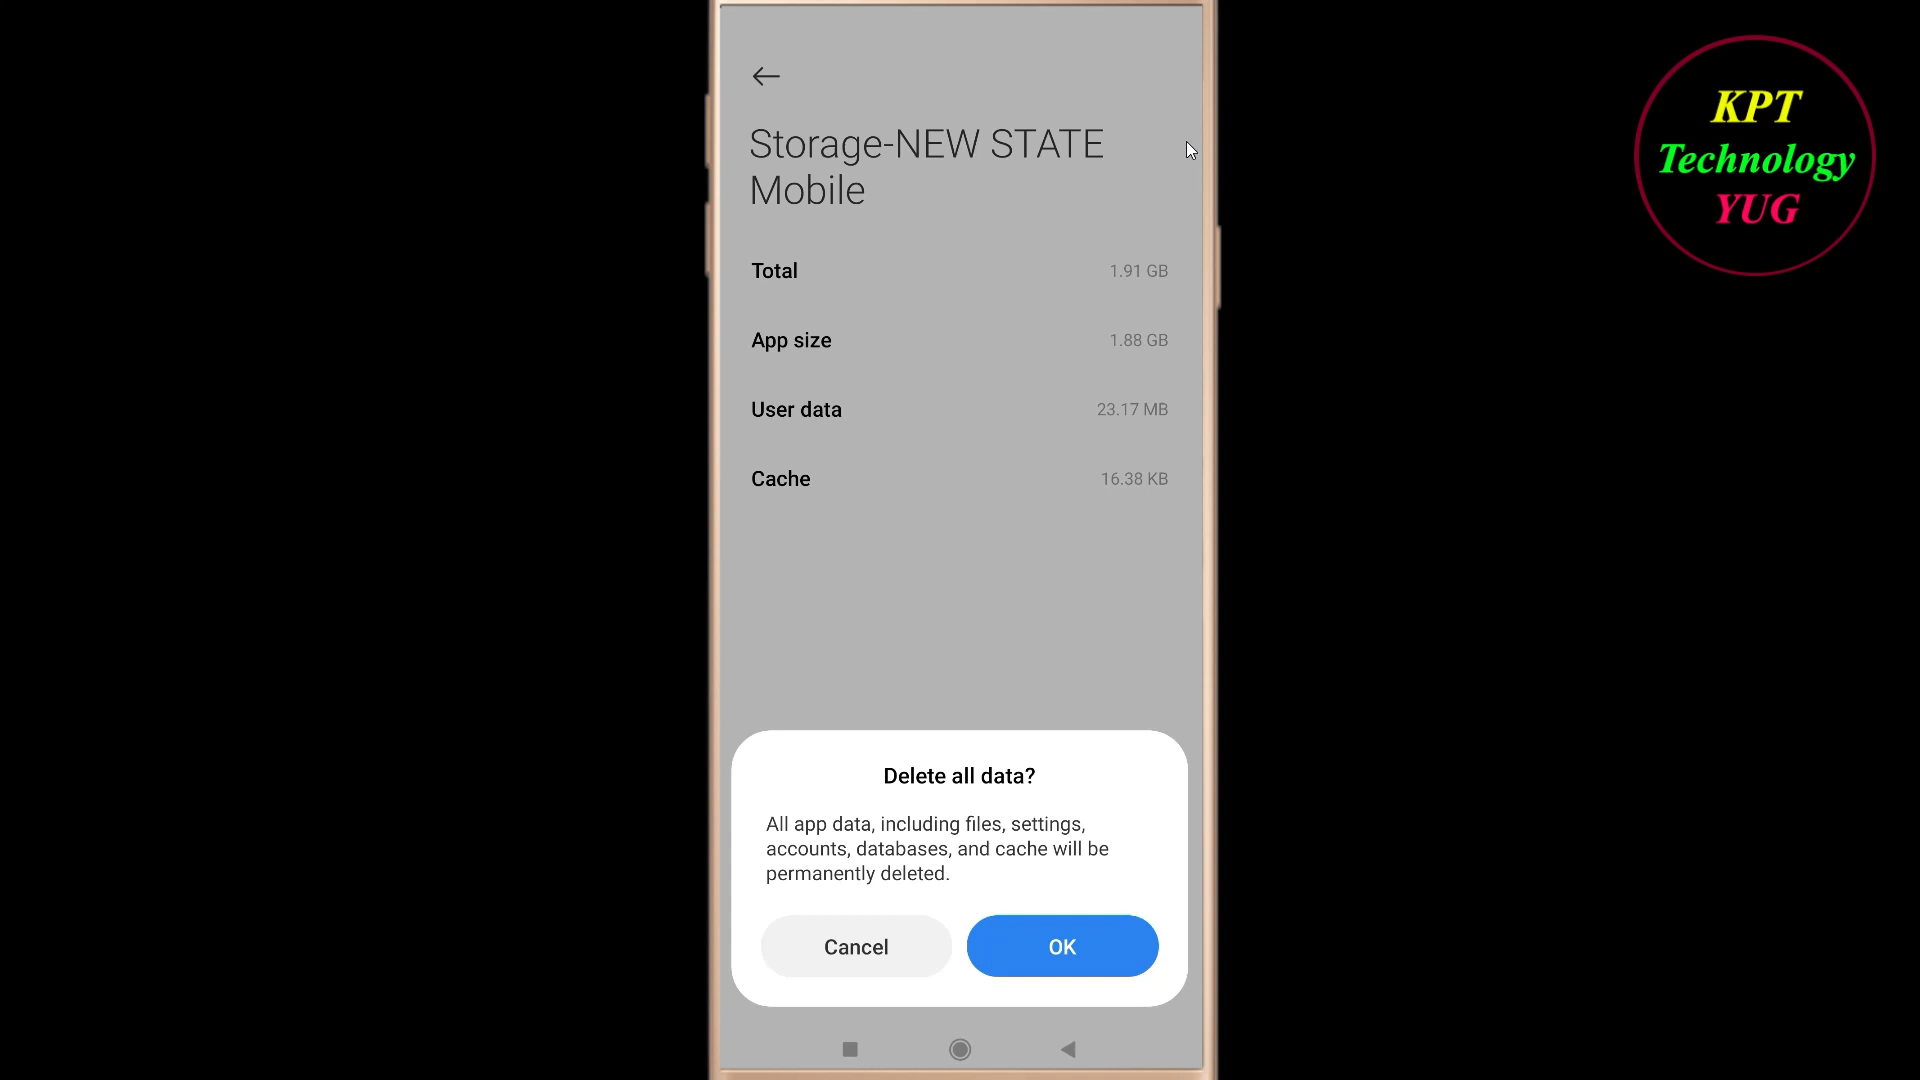 Storage-NEW STATE
Mobile
Total 1.91 GB
App size 1.88 GB
User data 23.17 MB
Cache 16.38 KB
Delete all data?
All app data, including files, settings,
accounts, databases, and cache will be
permanently deleted.
Cancel OK
KPT
Technology
YUG